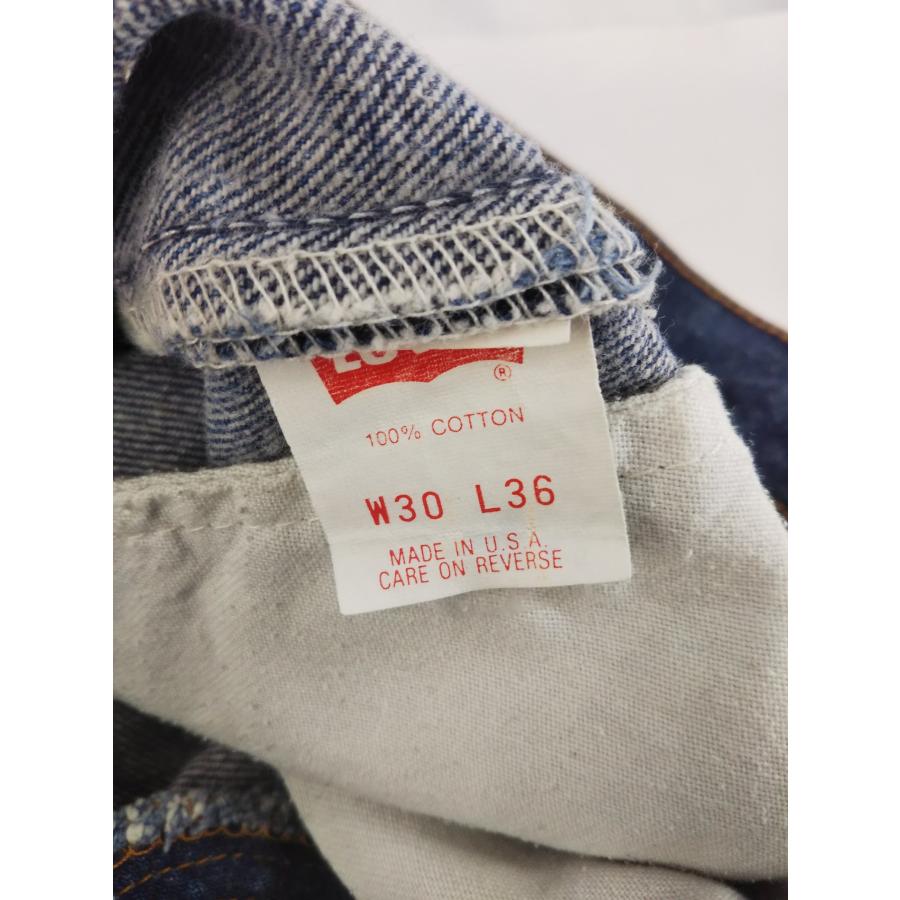 ®
100% COTTON
W30 L36
MADE IN U.S.A.
CARE ON REVERSE